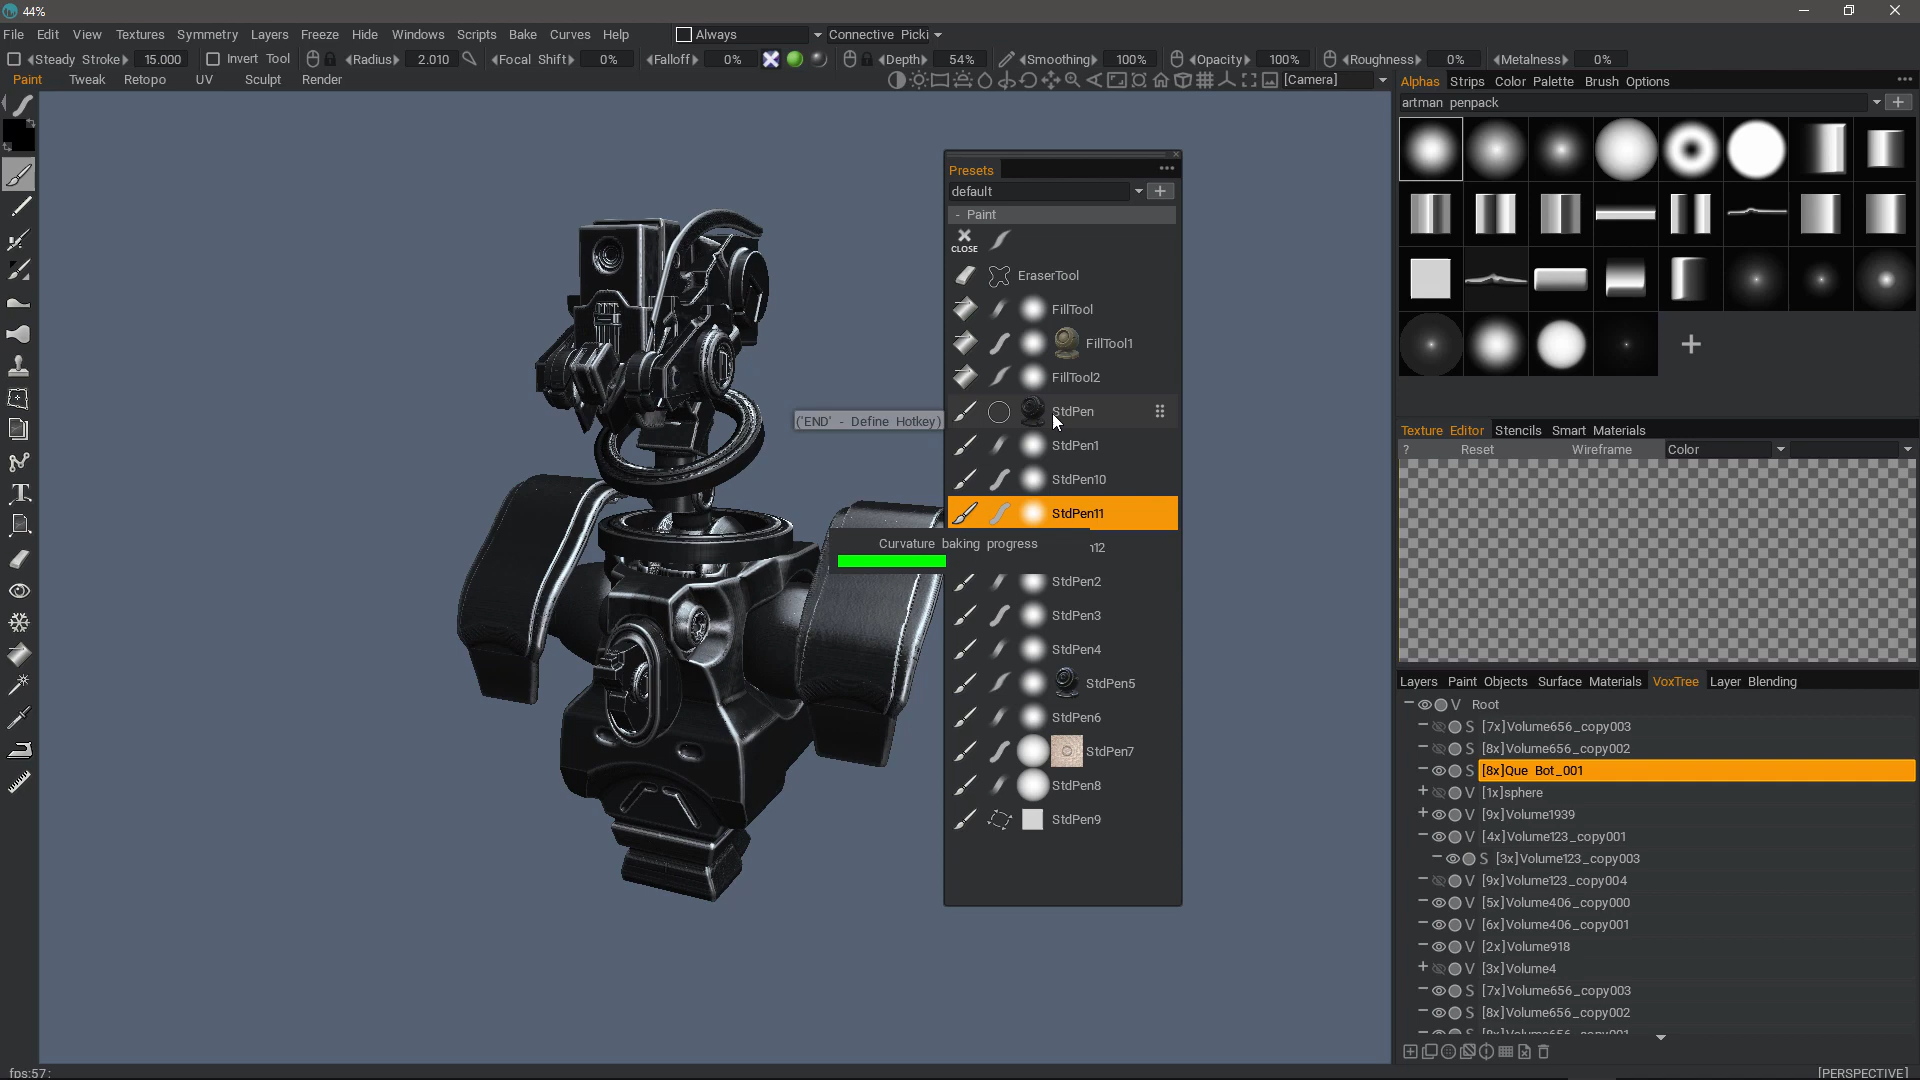 44%
File Edit View Textures Symmetry Layers Freeze Hide Windows Scripts Bake Curves Help Always Connective Picki
Steady Stroke 15.000 Invert Tool Radius 2.010 Focal Shift 0% Falloff 0% Depth 54% Smoothing 100% Opacity 100% Roughness 0% Metalness 0%
Paint Tweak Retopo UV Sculpt Render [Camera]
Alphas Strips Color Palette Brush Options
artman penpack
Presets
default
- Paint
CLOSE
EraserTool
FillTool
FillTool1
FillTool2
StdPen
('END' - Define Hotkey)
StdPen1
StdPen10
StdPen11
Curvature baking progress
12
StdPen2
StdPen3
StdPen4
StdPen5
StdPen6
StdPen7
StdPen8
StdPen9
Texture Editor Stencils Smart Materials
? Reset Wireframe Color
Layers Paint Objects Surface Materials VoxTree Layer Blending
V Root
S [7x]Volume656_copy003
S [8x]Volume656_copy002
S [8x]Que Bot_001
V [1x]sphere
V [9x]Volume1939
V [4x]Volume123_copy001
S [3x]Volume123_copy003
V [9x]Volume123_copy004
V [5x]Volume406_copy000
V [6x]Volume406_copy001
V [2x]Volume918
V [3x]Volume4
S [7x]Volume656_copy003
S [8x]Volume656_copy002
fps:57:
[PERSPECTIVE]